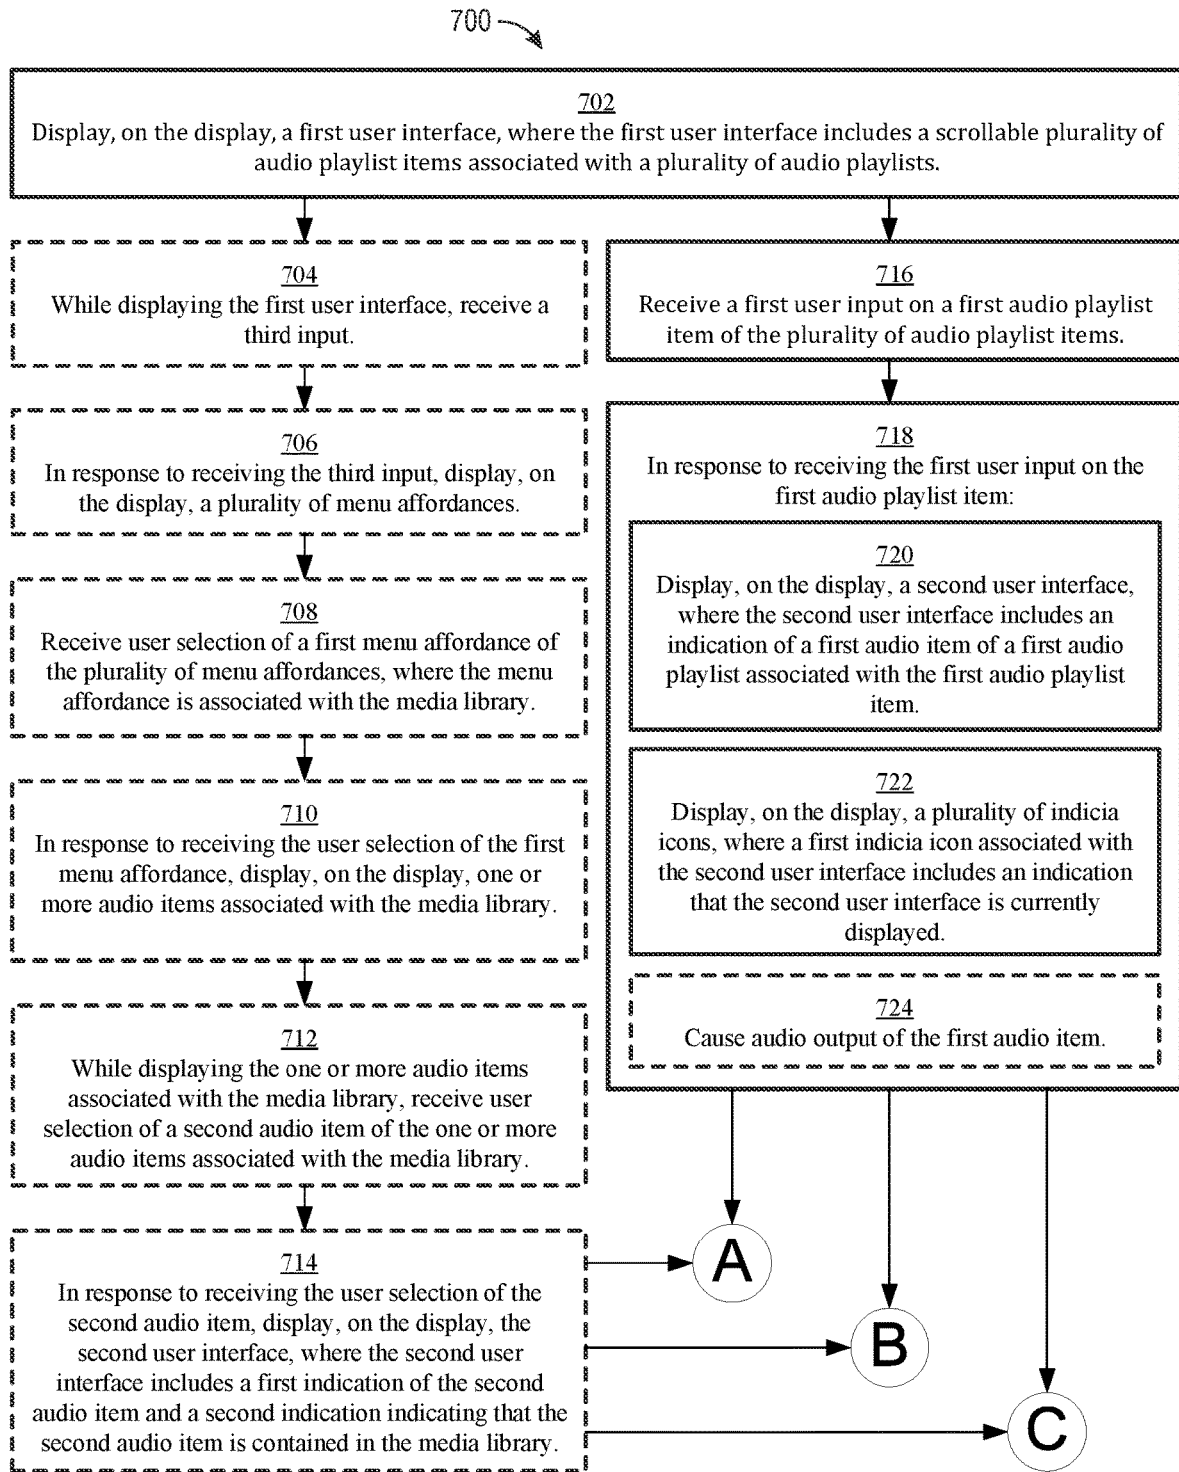 700
702
Display, on the display, a first user interface, where the first user interface includes a scrollable plurality of
audio playlist items associated with a plurality of audio playlists.
704
While displaying the first user interface, receive a
third input.
706
In response to receiving the third input, display, on
the display, a plurality of menu affordances.
708
Receive user selection of a first menu affordance of
the plurality of menu affordances, where the menu
affordance is associated with the media library.
710
In response to receiving the user selection of the first
menu affordance, display, on the display, one or
more audio items associated with the media library.
712
While displaying the one or more audio items
associated with the media library, receive user
selection of a second audio item of the one or more
audio items associated with the media library.
714
In response to receiving the user selection of the
second audio item, display, on the display, the
second user interface, where the second user
interface includes a first indication of the second
audio item and a second indication indicating that the
second audio item is contained in the media library.
716
Receive a first user input on a first audio playlist
item of the plurality of audio playlist items.
718
In response to receiving the first user input on the
first audio playlist item:
720
Display, on the display, a second user interface,
where the second user interface includes an
indication of a first audio item of a first audio
playlist associated with the first audio playlist
item.
722
Display, on the display, a plurality of indicia
icons, where a first indicia icon associated with
the second user interface includes an indication
that the second user interface is currently
displayed.
724
Cause audio output of the first audio item.
A
B
C